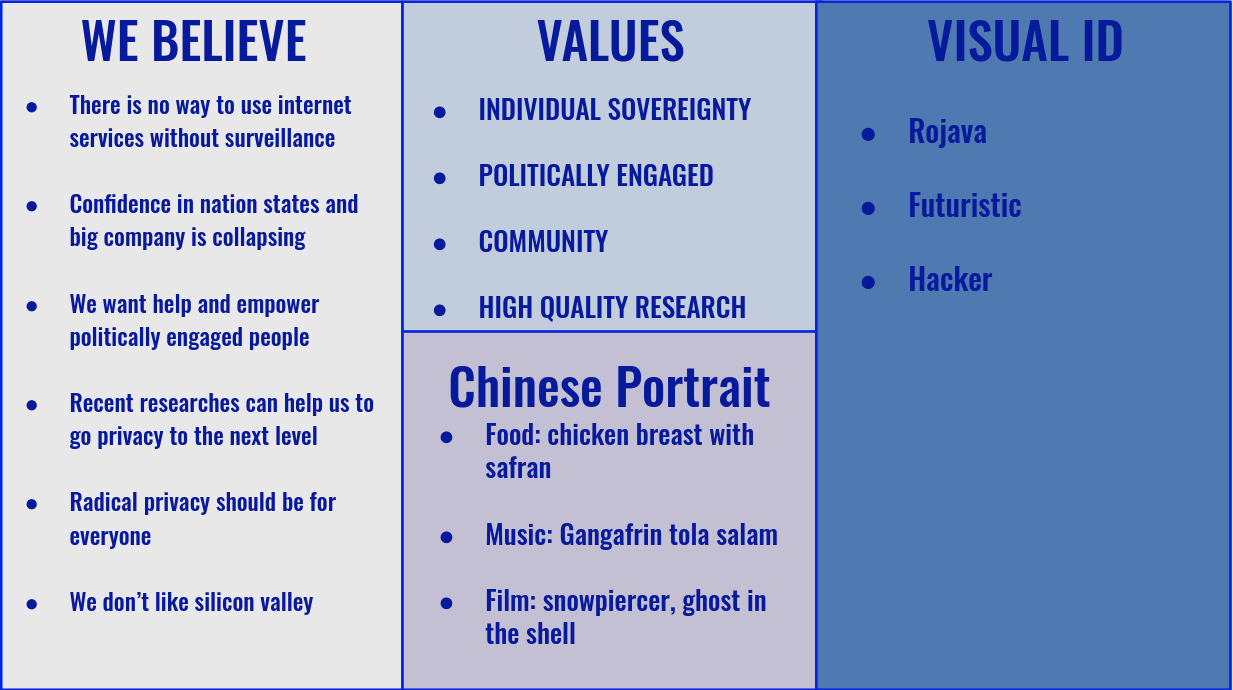 WE BELIEVE
• There is no way to use internet
services without surveillance
• Confidence in nation states and
big company is collapsing
• We want help and empower
politically engaged people
• Recent researches can help us to
go privacy to the next level
• Radical privacy should be for
everyone
• We don’t like silicon valley
VALUES
• INDIVIDUAL SOVEREIGNTY
• POLITICALLY ENGAGED
• COMMUNITY
• HIGH QUALITY RESEARCH
Chinese Portrait
• Food: chicken breast with
safran
• Music: Gangafrin tola salam
• Film: snowpiercer, ghost in
the shell
VISUAL ID
• Rojava
• Futuristic
• Hacker